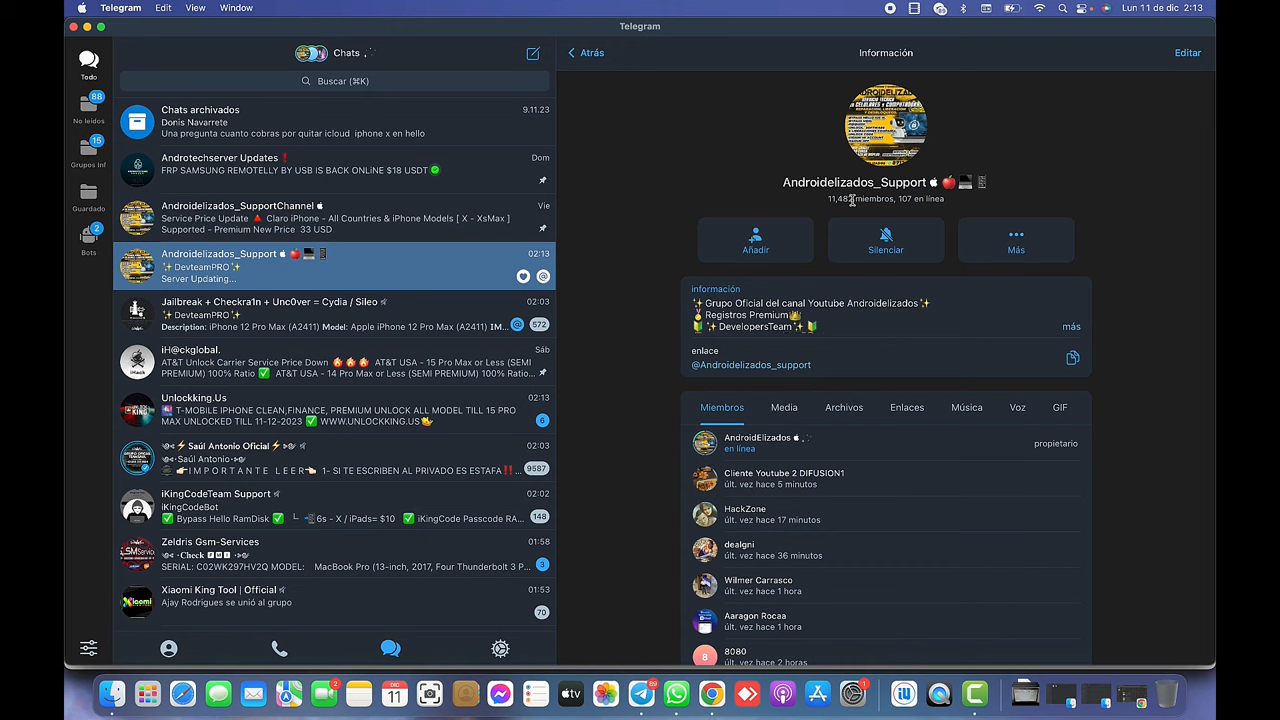 Telegram Edit View Window
Lun 11 de dic 2:13
Telegram
Chats
Buscar (⌘K)
Todo
88
No leídos
15
Grupos Inf
Guardado
2
Bots
Chats archivados 9.11.23
Donis Navarrete
Una pregunta cuanto cobras por quitar icloud iphone x en hello
Androtechserver Updates❗ Dom
FRP SAMSUNG REMOTELLY BY USB IS BACK ONLiNE $18 USDT
Androidelizados_SupportChannel Vie
Service Price Update 🔺 Claro iPhone - All Countries & iPhone Models [ X - XsMax ]
Supported - Premium New Price 33 USD
Androidelizados_Support 02:13
✨DevteamPRO✨
Server Updating...
Jailbreak + Checkra1n + Unc0ver = Cydia / Sileo 02:03
✨DevteamPRO✨
Description: iPhone 12 Pro Max (A2411) Model: Apple iPhone 12 Pro Max (A2411) IM... @ 572
iH@ckglobal. Sáb
AT&T Unlock Carrier Service Price Down 🔥🔥🔥 AT&T USA - 15 Pro Max or Less (SEMI
PREMIUM) 100% Ratio ✅ AT&T USA - 14 Pro Max or Less (SEMI PREMIUM) 100% Ratio...
Unlockking.Us 02:13
T-MOBILE IPHONE CLEAN,FINANCE, PREMIUM UNLOCK ALL MODEL TILL 15 PRO
MAX UNLOCKED TILL 11-12-2023 ✅ WWW.UNLOCKKING.US 6
⚡Saúl Antonio Oficial⚡ 02:03
·Saúl Antonio·
👉I M P O R T A N T E L E E R👈 1- SI TE ESCRIBEN AL PRIVADO ES ESTAFA‼️... 9587
iKingCodeTeam Support 02:02
iKingCodeBot
✅ Bypass Hello RamDisk ✅ └ 📲6s - X / iPads= $10 ✅ iKingCode Passcode RA... 148
Zeldris Gsm-Services 01:58
·Check 🅵🅼🅸·
SERIAL: C02WK297HV2Q MODEL: MacBook Pro (13-inch, 2017, Four Thunderbolt 3 P... 3
Xiaomi King Tool | Official 01:53
Ajay Rodrigues se unió al grupo 70
Atrás
Información
Editar
Androidelizados_Support
miembros, 107 en línea
Añadir
Silenciar
Más
información
✨Grupo Oficial del canal Youtube Androidelizados✨
🏅Registros Premium👑
🔰✨DevelopersTeam✨🔰 más
enlace
@Androidelizados_support
Miembros Media Archivos Enlaces Música Voz GIF
AndroidElizados propietario
en línea
Cliente Youtube 2 DIFUSION1
últ. vez hace 5 minutos
HackZone
últ. vez hace 17 minutos
dealgni
últ. vez hace 36 minutos
Wilmer Carrasco
últ. vez hace 1 hora
Aaragon Rocaa
últ. vez hace 1 hora
8
8080
últ. vez hace 2 horas
2
DIC
11
89
1